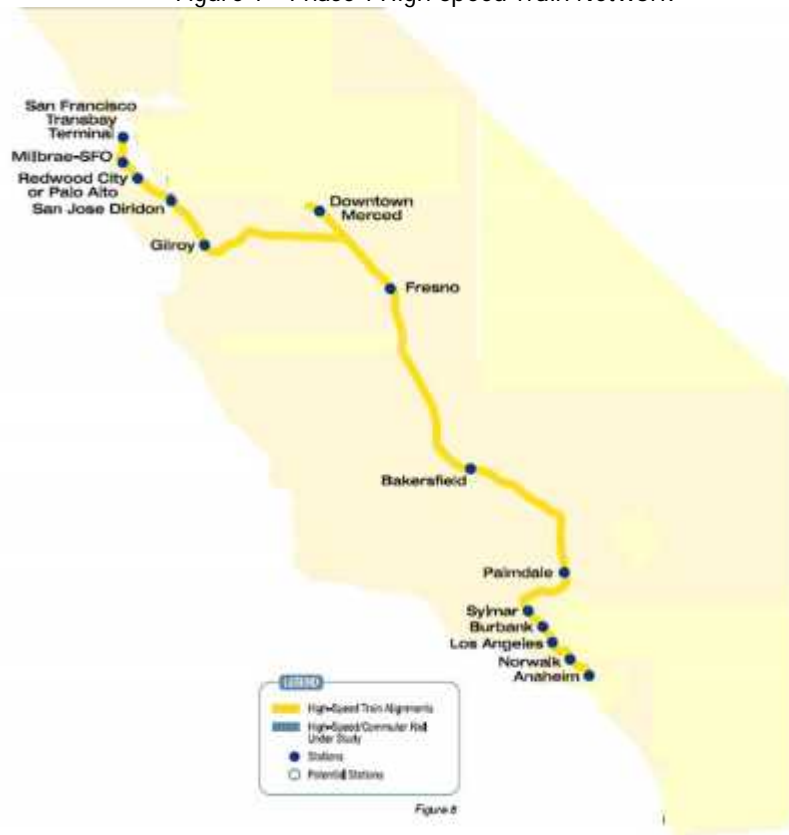 Figure 1 - Phase 1 High-Speed Train Network
San Francisco
Transbay
Terminal
Millbrae-SFO
Redwood City
or Palo Alto
San Jose Diridon
Gilroy
Downtown
Merced
Fresno
Bakersfield
Palmdale
Sylmar
Burbank
Los Angeles
Norwalk
Anaheim
LEGEND
High-Speed Train Alignments
High-Speed/Commuter Rail
Under Study
Stations
Potential Stations
Figure 8